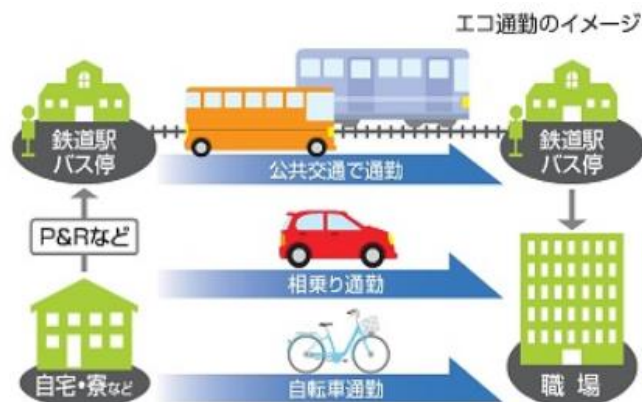 エコ通勤のイメージ
鉄道駅
バス停
鉄道駅
バス停
公共交通で通勤
P&Rなど
相乗り通勤
自転車通勤
自宅・寮など
職場